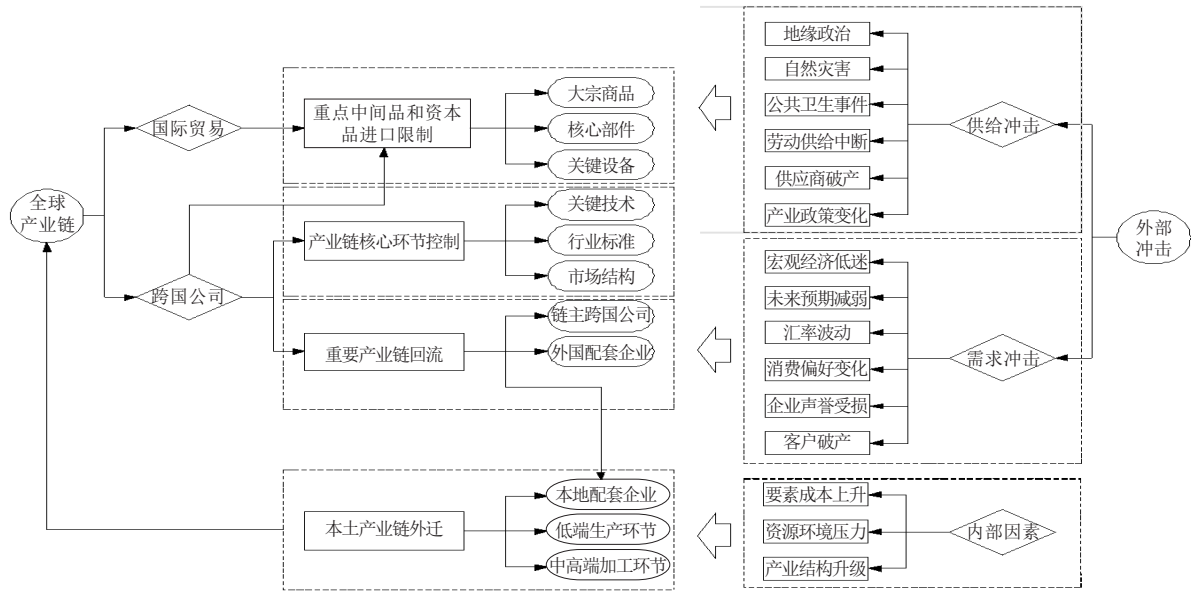 全球
产业链
国际贸易
跨国公司
重点中间品和资本
品进口限制
大宗商品
核心部件
关键设备
产业链核心环节控制
关键技术
行业标准
市场结构
重要产业链回流
链主跨国公司
外国配套企业
本土产业链外迁
本地配套企业
低端生产环节
中高端加工环节
地缘政治
自然灾害
公共卫生事件
劳动供给中断
供应商破产
产业政策变化
供给冲击
宏观经济低迷
未来预期减弱
汇率波动
消费偏好变化
企业声誉受损
客户破产
需求冲击
外部
冲击
要素成本上升
资源环境压力
产业结构升级
内部因素